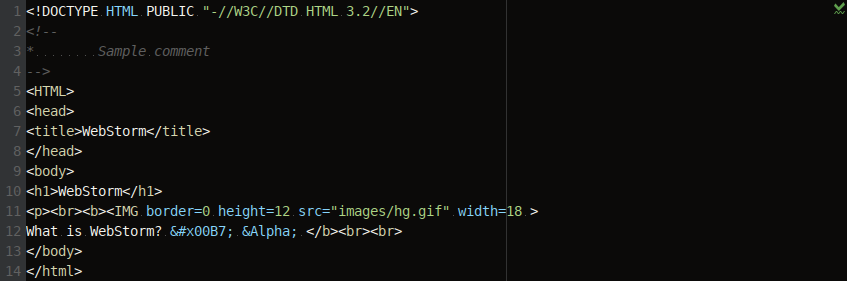 1 <!DOCTYPE HTML PUBLIC "-//W3C//DTD HTML 3.2//EN">
2 <!--
3 *        Sample comment
4 -->
5 <HTML>
6 <head>
7 <title>WebStorm</title>
8 </head>
9 <body>
10 <h1>WebStorm</h1>
11 <p><br><b><IMG border=0 height=12 src="images/hg.gif" width=18 >
12 What is WebStorm? &#x00B7; &Alpha; </b><br><br>
13 </body>
14 </html>